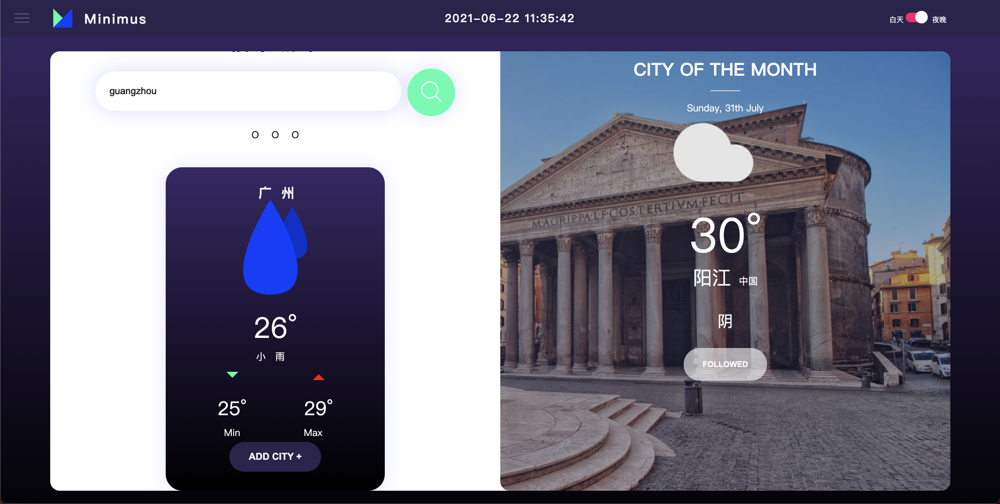 Minimus
2021-06-22 11:35:42
白天 夜晚
guangzhou
O O O
广 州
26°
小 雨
25° 29°
Min Max
ADD CITY +
CITY OF THE MONTH
Sunday, 31th July
M·AGRIPPA·L·F·COS·TERTIVM·FECIT
30°
阳江 中国
阴
FOLLOWED